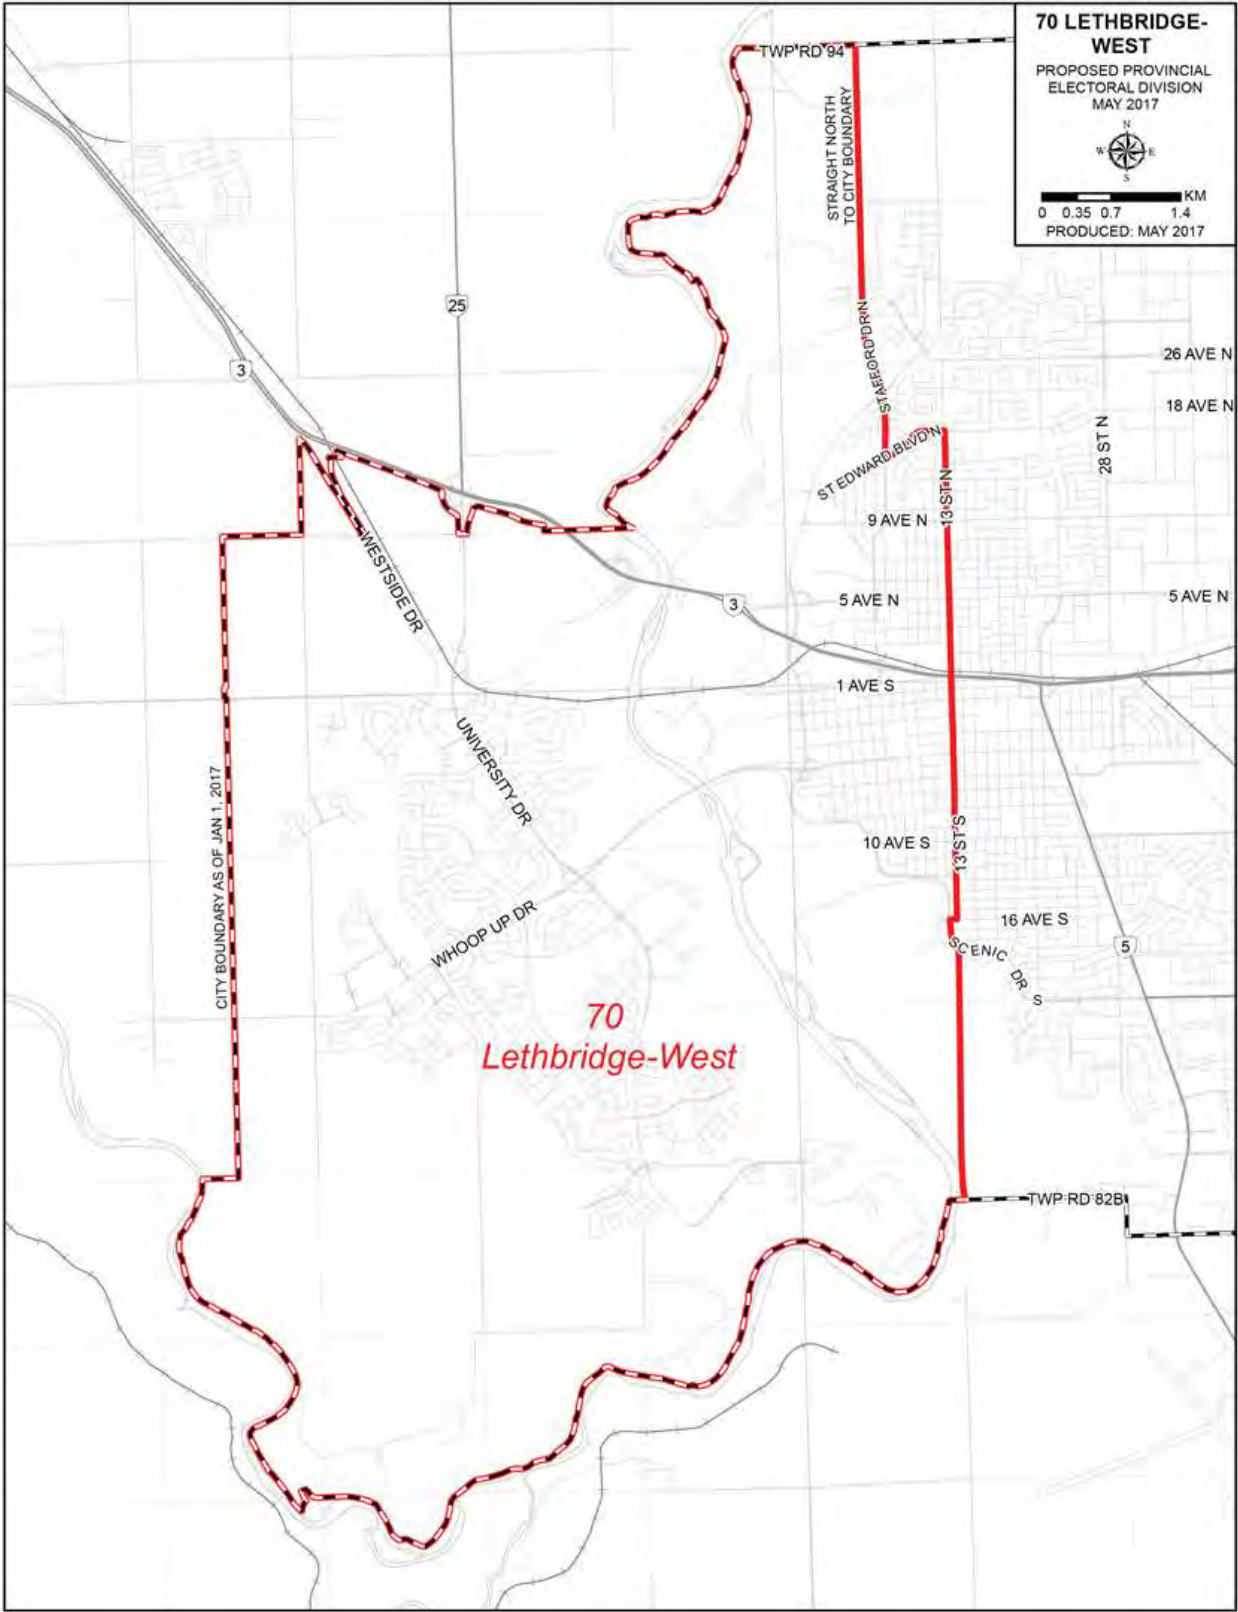 70 LETHBRIDGE-
WEST
PROPOSED PROVINCIAL
ELECTORAL DIVISION
MAY 2017
N
W E
S
KM
0 0.35 0.7 1.4
PRODUCED: MAY 2017
TWP RD 94
STRAIGHT NORTH
TO CITY BOUNDARY
25
3
STAFFORD DR N
26 AVE N
18 AVE N
28 ST N
ST EDWARD BLVD N
13 ST N
9 AVE N
WESTSIDE DR
3
5 AVE N
5 AVE N
1 AVE S
UNIVERSITY DR
CITY BOUNDARY AS OF JAN 1, 2017
10 AVE S
13 ST S
WHOOP UP DR
16 AVE S
5
SCENIC DR S
70
Lethbridge-West
TWP RD 82B